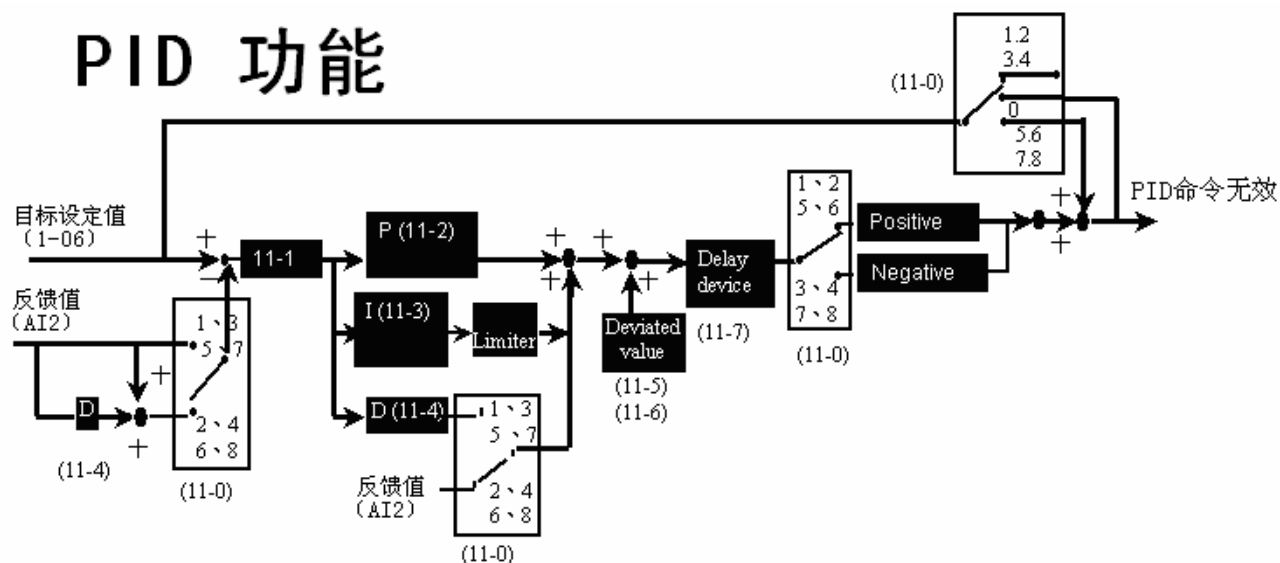 PID 功能
1.2
3.4
(11-0)
0
5.6
7.8
PID命令无效
目标设定值
（1-06）
+
−
11-1
P (11-2)
+
+
+
+
Delay
device
(11-7)
1、2
5、6
3、4
7、8
(11-0)
Positive
Negative
+
+
反馈值
（AI2）
1、3
5、7
2、4
6、8
(11-0)
+
+
D
(11-4)
I (11-3)
Limiter
Deviated
value
(11-5)
(11-6)
D (11-4)
1、3
5、7
2、4
6、8
(11-0)
反馈值
（AI2）